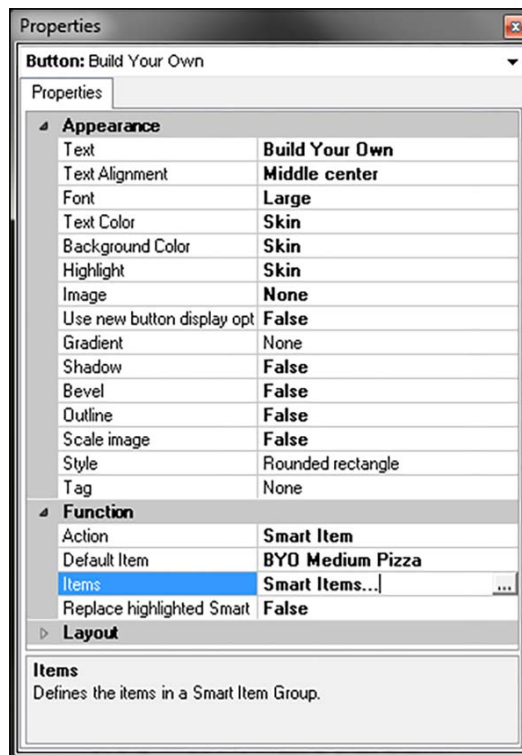 Properties
Button: Build Your Own
Properties
Appearance
Text Build Your Own
Text Alignment Middle center
Font Large
Text Color Skin
Background Color Skin
Highlight Skin
Image None
Use new button display opt False
Gradient None
Shadow False
Bevel False
Outline False
Scale image False
Style Rounded rectangle
Tag None
Function
Action Smart Item
Default Item BYO Medium Pizza
Items Smart Items... ...
Replace highlighted Smart False
Layout
Items
Defines the items in a Smart Item Group.